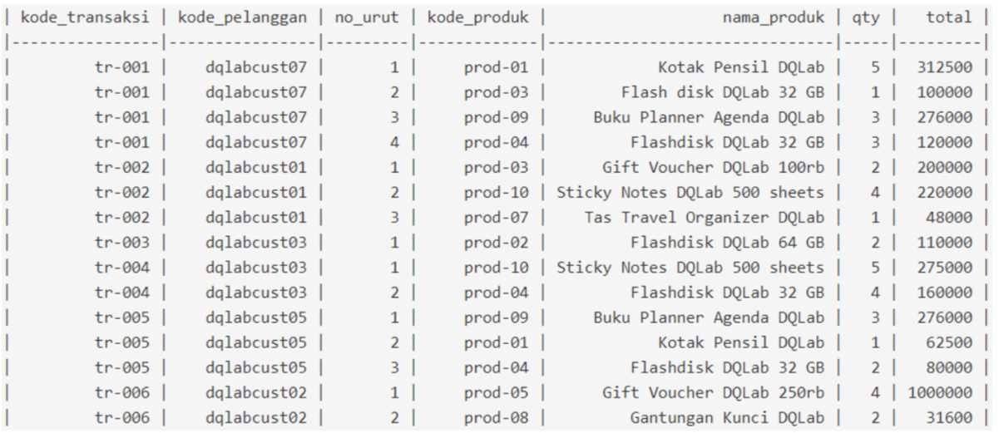 | kode_transaksi | kode_pelanggan | no_urut | kode_produk | nama_produk | qty | total |
|----------------|----------------|---------|-------------|-------------------------------|-----|---------|
| tr-001 | dqlabcust07 | 1 | prod-01 | Kotak Pensil DQLab | 5 | 312500 |
| tr-001 | dqlabcust07 | 2 | prod-03 | Flash disk DQLab 32 GB | 1 | 100000 |
| tr-001 | dqlabcust07 | 3 | prod-09 | Buku Planner Agenda DQLab | 3 | 276000 |
| tr-001 | dqlabcust07 | 4 | prod-04 | Flashdisk DQLab 32 GB | 3 | 120000 |
| tr-002 | dqlabcust01 | 1 | prod-03 | Gift Voucher DQLab 100rb | 2 | 200000 |
| tr-002 | dqlabcust01 | 2 | prod-10 | Sticky Notes DQLab 500 sheets | 4 | 220000 |
| tr-002 | dqlabcust01 | 3 | prod-07 | Tas Travel Organizer DQLab | 1 | 48000 |
| tr-003 | dqlabcust03 | 1 | prod-02 | Flashdisk DQLab 64 GB | 2 | 110000 |
| tr-004 | dqlabcust03 | 1 | prod-10 | Sticky Notes DQLab 500 sheets | 5 | 275000 |
| tr-004 | dqlabcust03 | 2 | prod-04 | Flashdisk DQLab 32 GB | 4 | 160000 |
| tr-005 | dqlabcust05 | 1 | prod-09 | Buku Planner Agenda DQLab | 3 | 276000 |
| tr-005 | dqlabcust05 | 2 | prod-01 | Kotak Pensil DQLab | 1 | 62500 |
| tr-005 | dqlabcust05 | 3 | prod-04 | Flashdisk DQLab 32 GB | 2 | 80000 |
| tr-006 | dqlabcust02 | 1 | prod-05 | Gift Voucher DQLab 250rb | 4 | 1000000 |
| tr-006 | dqlabcust02 | 2 | prod-08 | Gantungan Kunci DQLab | 2 | 31600 |